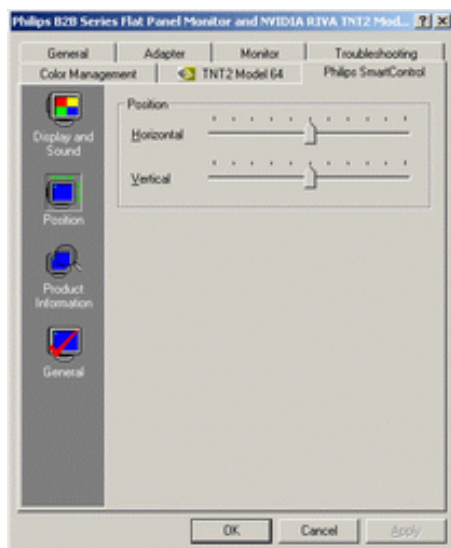 Philips B2B Series Flat Panel Monitor and NVIDIA RIVA TNT2 Mod...
General
Adapter
Monitor
Troubleshooting
Color Management
TNT2 Model 64
Philips SmartControl
Display and
Sound
Position
Product
Information
General
Position
Horizontal
Vertical
OK
Cancel
Apply